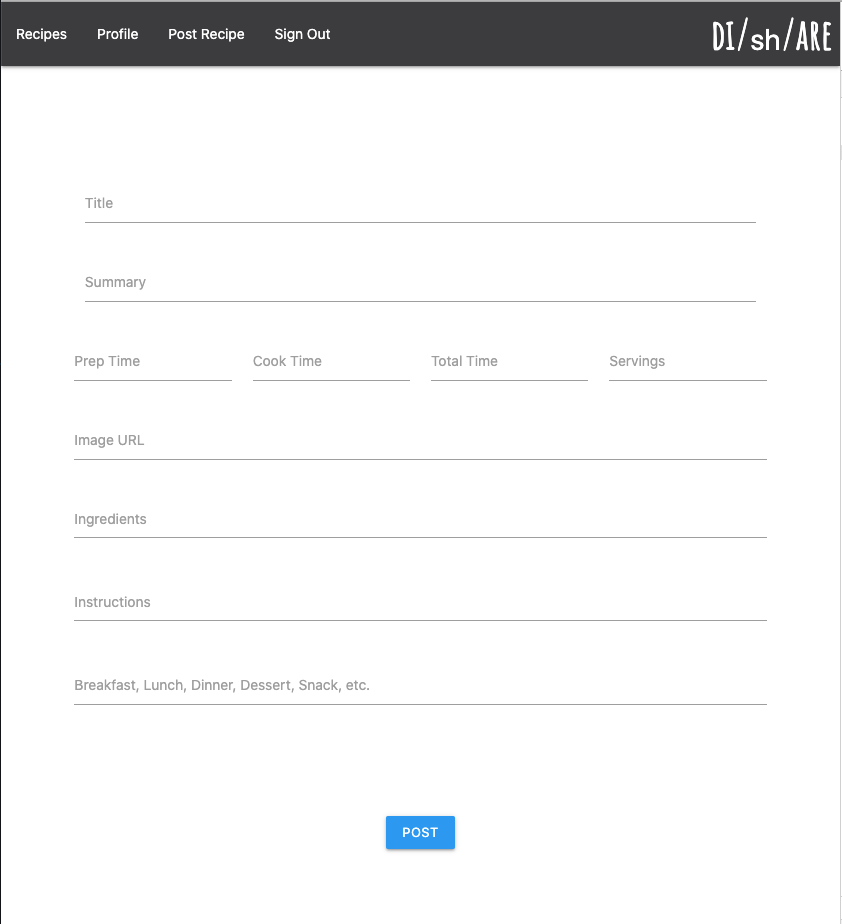 Recipes Profile Post Recipe Sign Out DI/sh/ARE
Title
Summary
Prep Time Cook Time Total Time Servings
Image URL
Ingredients
Instructions
Breakfast, Lunch, Dinner, Dessert, Snack, etc.
POST